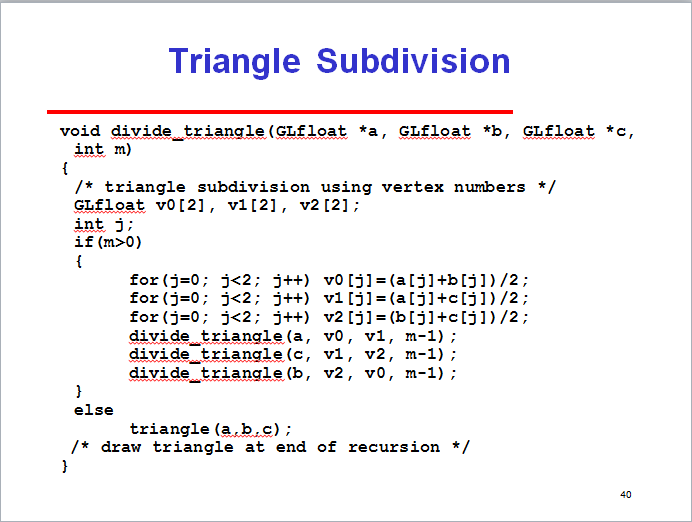 Triangle Subdivision
void divide_triangle(GLfloat *a, GLfloat *b, GLfloat *c,
int m)
{
/* triangle subdivision using vertex numbers */
GLfloat v0[2], v1[2], v2[2];
int j;
if(m>0)
{
for(j=0; j<2; j++) v0[j]=(a[j]+b[j])/2;
for(j=0; j<2; j++) v1[j]=(a[j]+c[j])/2;
for(j=0; j<2; j++) v2[j]=(b[j]+c[j])/2;
divide_triangle(a, v0, v1, m-1);
divide_triangle(c, v1, v2, m-1);
divide_triangle(b, v2, v0, m-1);
}
else
triangle(a,b,c);
/* draw triangle at end of recursion */
}
40